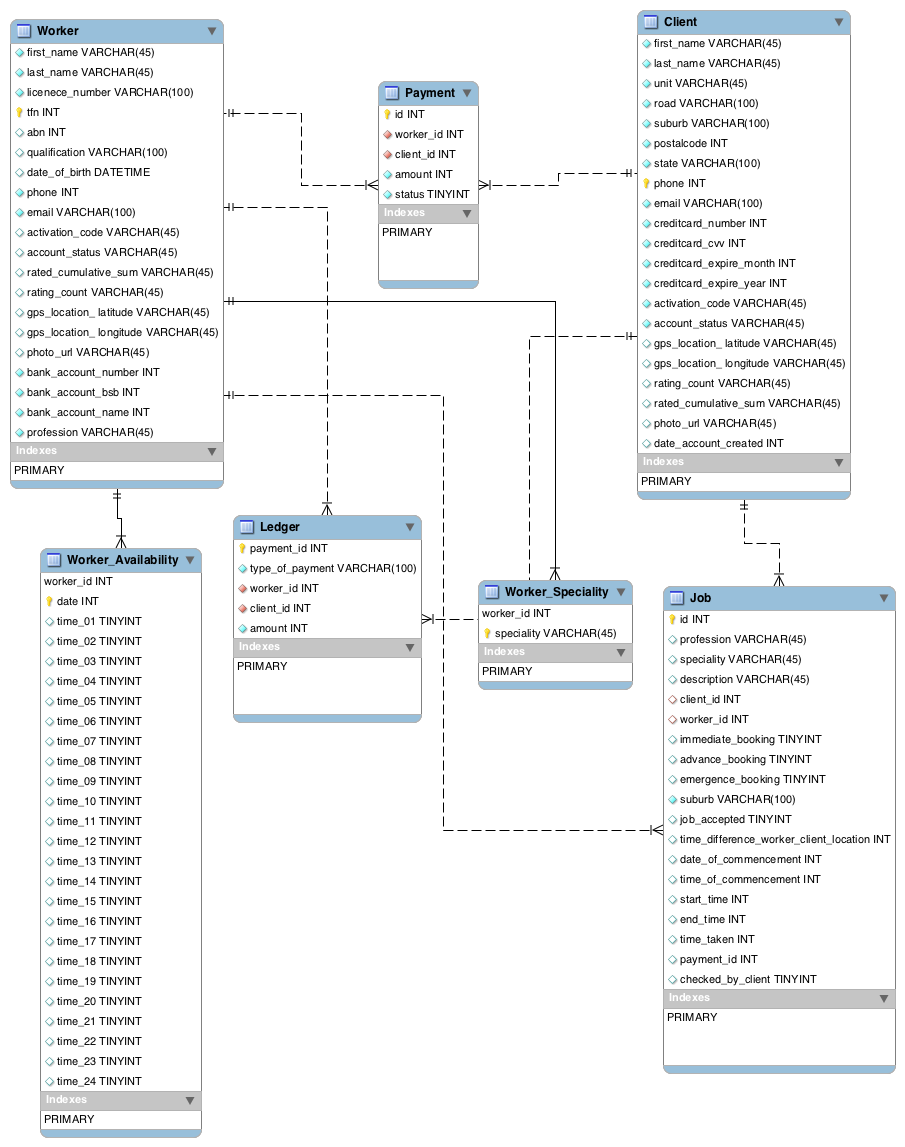 Worker
first_name VARCHAR(45)
last_name VARCHAR(45)
licenece_number VARCHAR(100)
tfn INT
abn INT
qualification VARCHAR(100)
date_of_birth DATETIME
phone INT
email VARCHAR(100)
activation_code VARCHAR(45)
account_status VARCHAR(45)
rated_cumulative_sum VARCHAR(45)
rating_count VARCHAR(45)
gps_location_ latitude VARCHAR(45)
gps_location_ longitude VARCHAR(45)
photo_url VARCHAR(45)
bank_account_number INT
bank_account_bsb INT
bank_account_name INT
profession VARCHAR(45)
Indexes
PRIMARY
Payment
id INT
worker_id INT
client_id INT
amount INT
status TINYINT
Indexes
PRIMARY
Client
first_name VARCHAR(45)
last_name VARCHAR(45)
unit VARCHAR(45)
road VARCHAR(100)
suburb VARCHAR(100)
postalcode INT
state VARCHAR(100)
phone INT
email VARCHAR(100)
creditcard_number INT
creditcard_cvv INT
creditcard_expire_month INT
creditcard_expire_year INT
activation_code VARCHAR(45)
account_status VARCHAR(45)
gps_location_ latitude VARCHAR(45)
gps_location_ longitude VARCHAR(45)
rating_count VARCHAR(45)
rated_cumulative_sum VARCHAR(45)
photo_url VARCHAR(45)
date_account_created INT
Indexes
PRIMARY
Worker_Availability
worker_id INT
date INT
time_01 TINYINT
time_02 TINYINT
time_03 TINYINT
time_04 TINYINT
time_05 TINYINT
time_06 TINYINT
time_07 TINYINT
time_08 TINYINT
time_09 TINYINT
time_10 TINYINT
time_11 TINYINT
time_12 TINYINT
time_13 TINYINT
time_14 TINYINT
time_15 TINYINT
time_16 TINYINT
time_17 TINYINT
time_18 TINYINT
time_19 TINYINT
time_20 TINYINT
time_21 TINYINT
time_22 TINYINT
time_23 TINYINT
time_24 TINYINT
Indexes
PRIMARY
Ledger
payment_id INT
type_of_payment VARCHAR(100)
worker_id INT
client_id INT
amount INT
Indexes
PRIMARY
Worker_Speciality
worker_id INT
speciality VARCHAR(45)
Indexes
PRIMARY
Job
id INT
profession VARCHAR(45)
speciality VARCHAR(45)
description VARCHAR(45)
client_id INT
worker_id INT
immediate_booking TINYINT
advance_booking TINYINT
emergence_booking TINYINT
suburb VARCHAR(100)
job_accepted TINYINT
time_difference_worker_client_location INT
date_of_commencement INT
time_of_commencement INT
start_time INT
end_time INT
time_taken INT
payment_id INT
checked_by_client TINYINT
Indexes
PRIMARY